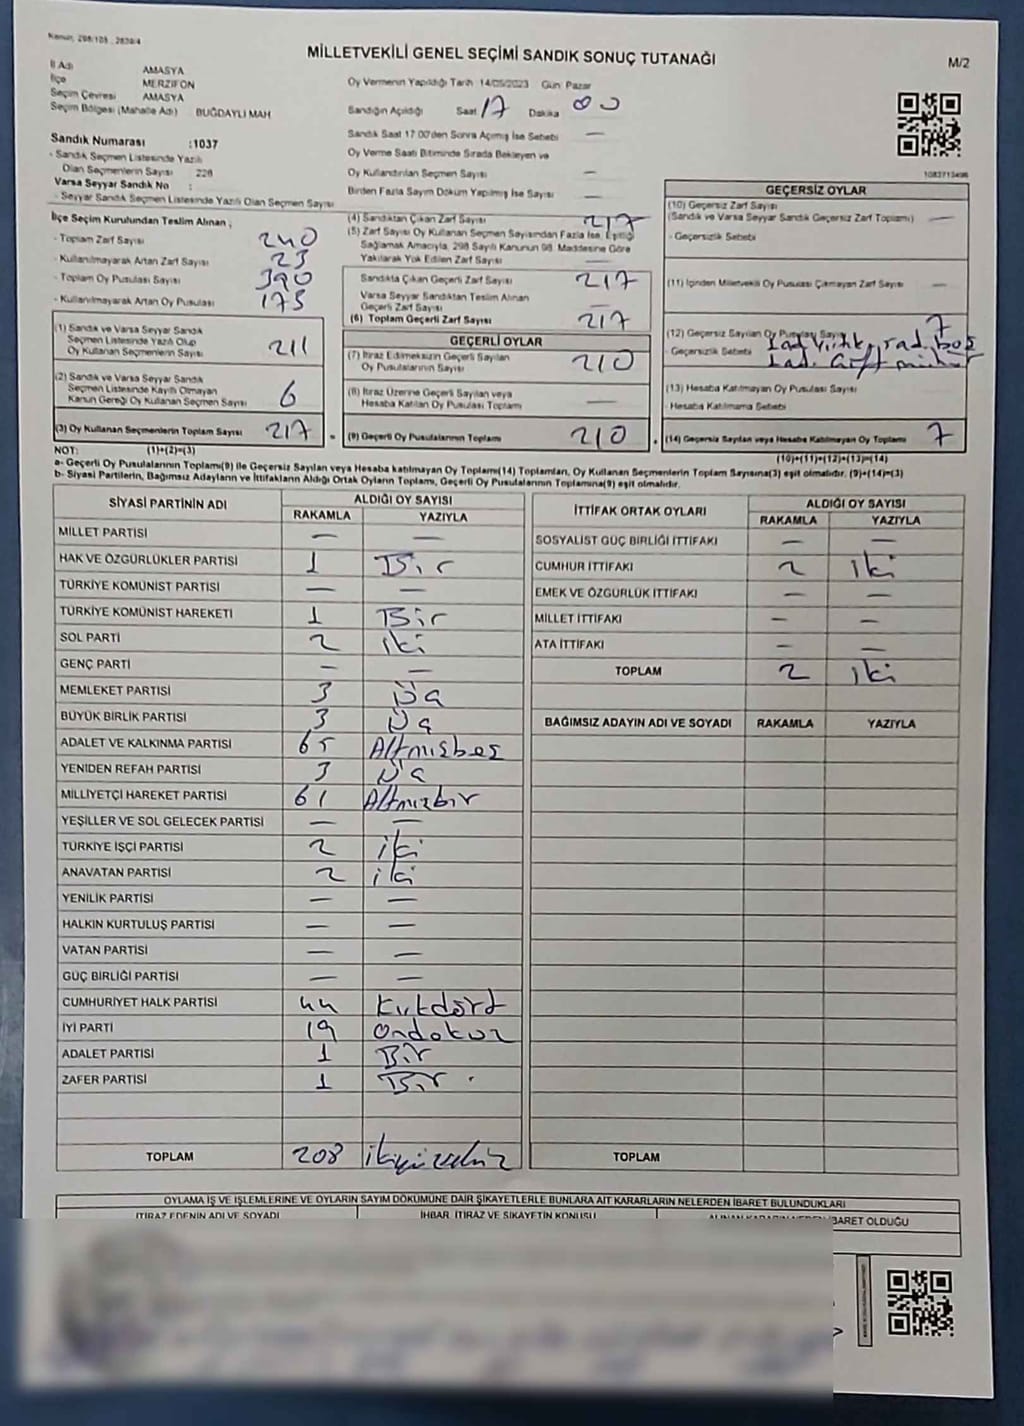 Kanun, 298/105 , 2839/4
MİLLETVEKİLİ GENEL SEÇİMİ SANDIK SONUÇ TUTANAĞI
M/2
İl Adı AMASYA
İlçe MERZİFON
Seçim Çevresi AMASYA
Seçim Bölgesi (Mahalle Adı) BUĞDAYLI MAH
Sandık Numarası :1037
- Sandık Seçmen Listesinde Yazılı
Olan Seçmenlerin Sayısı 226
Varsa Seyyar Sandık No :
- Seyyar Sandık Seçmen Listesinde Yazılı Olan Seçmen Sayısı
Oy Vermenin Yapıldığı Tarih 14/05/2023 Gün Pazar
Sandığın Açıldığı Saat 17 Dakika 00
Sandık Saat 17:00'den Sonra Açımış İse Sebebi —
Oy Verme Saati Bitiminde Sırada Bekleyen ve
Oy Kullandırılan Seçmen Sayısı —
Birden Fazla Sayım Döküm Yapılmış İse Sayısı —
1083713496
İlçe Seçim Kurulundan Teslim Alınan ;
- Toplam Zarf Sayısı 240
- Kullanılmayarak Artan Zarf Sayısı 23
- Toplam Oy Pusulası Sayısı 390
- Kullanılmayarak Artan Oy Pusulası 173
(1) Sandık ve Varsa Seyyar Sandık
Seçmen Listesinde Yazılı Olup
Oy Kullanan Seçmenlerin Sayısı 211
(2) Sandık ve Varsa Seyyar Sandık
Seçmen Listesinde Kayıtlı Olmayan
Kanun Gereği Oy Kullanan Seçmen Sayısı 6
(3) Oy Kullanan Seçmenlerin Toplam Sayısı 217 =
(4) Sandıktan Çıkan Zarf Sayısı 217
(5) Zarf Sayısı Oy Kullanan Seçmen Sayısından Fazla İse, Eşitliği
Sağlamak Amacıyla, 298 Sayılı Kanunun 98. Maddesine Göre
Yakılarak Yok Edilen Zarf Sayısı —
Sandıkta Çıkan Geçerli Zarf Sayısı 217
Varsa Seyyar Sandıktan Teslim Alınan
Geçerli Zarf Sayısı —
(6) Toplam Geçerli Zarf Sayısı 217
GEÇERLİ OYLAR
(7) İtiraz Edilmeksizin Geçerli Sayılan
Oy Pusulalarının Sayısı 210
(8) İtiraz Üzerine Geçerli Sayılan veya
Hesaba Katılan Oy Pusulası Toplamı —
(9) Geçerli Oy Pusulalarının Toplamı 210
GEÇERSİZ OYLAR
(10) Geçersiz Zarf Sayısı
(Sandık ve Varsa Seyyar Sandık Geçersiz Zarf Toplamı) —
- Geçersizlik Sebebi
(11) İçinden Milletvekili Oy Pusulası Çıkmayan Zarf Sayısı —
(12) Geçersiz Sayılan Oy Pusulası Sayısı 7
- Geçersizlik Sebebi boş
(13) Hesaba Katılmayan Oy Pusulası Sayısı
- Hesaba Katılmama Sebebi
(14) Geçersiz Sayılan veya Hesaba Katılmayan Oy Toplamı 7
NOT: (1)+(2)=(3)
(10)+(11)+(12)+(13)=(14)
a- Geçerli Oy Pusulalarının Toplamı(9) ile Geçersiz Sayılan veya Hesaba katılmayan Oy Toplamı(14) Toplamları, Oy Kullanan Seçmenlerin Toplam Sayısına(3) eşit olmalıdır. (9)+(14)=(3)
b- Siyasi Partilerin, Bağımsız Adayların ve İttifakların Aldığı Ortak Oyların Toplamı, Geçerli Oy Pusulalarının Toplamına(9) eşit olmalıdır.
SİYASİ PARTİNİN ADI ALDIĞI OY SAYISI
RAKAMLA YAZIYLA
MİLLET PARTİSİ — —
HAK VE ÖZGÜRLÜKLER PARTİSİ 1 Bir
TÜRKİYE KOMÜNİST PARTİSİ — —
TÜRKİYE KOMÜNİST HAREKETİ 1 Bir
SOL PARTİ 2 iki
GENÇ PARTİ — —
MEMLEKET PARTİSİ 3 Üç
BÜYÜK BİRLİK PARTİSİ 3 Üç
ADALET VE KALKINMA PARTİSİ 65 Altmışbeş
YENİDEN REFAH PARTİSİ 3 Üç
MİLLİYETÇİ HAREKET PARTİSİ 61 Altmışbir
YEŞİLLER VE SOL GELECEK PARTİSİ — —
TÜRKİYE İŞÇİ PARTİSİ 2 iki
ANAVATAN PARTİSİ 2 iki
YENİLİK PARTİSİ — —
HALKIN KURTULUŞ PARTİSİ — —
VATAN PARTİSİ — —
GÜÇ BİRLİĞİ PARTİSİ — —
CUMHURİYET HALK PARTİSİ 44 Kırkdört
İYİ PARTİ 19 Ondokuz
ADALET PARTİSİ 1 Bir
ZAFER PARTİSİ 1 Bir
TOPLAM 208 ikiyüzsekiz
İTTİFAK ORTAK OYLARI ALDIĞI OY SAYISI
RAKAMLA YAZIYLA
SOSYALİST GÜÇ BİRLİĞİ İTTİFAKI — —
CUMHUR İTTİFAKI 2 iki
EMEK VE ÖZGÜRLÜK İTTİFAKI — —
MİLLET İTTİFAKI — —
ATA İTTİFAKI — —
TOPLAM 2 iki
BAĞIMSIZ ADAYIN ADI VE SOYADI RAKAMLA YAZIYLA
TOPLAM
OYLAMA İŞ VE İŞLEMLERİNE VE OYLARIN SAYIM DÖKÜMÜNE DAİR ŞİKAYETLERLE BUNLARA AİT KARARLARIN NELERDEN İBARET BULUNDUKLARI
İTİRAZ EDENİN ADI VE SOYADI İHBAR, İTİRAZ VE ŞİKAYETİN KONUSU ALINAN KARARIN NEDEN İBARET OLDUĞU